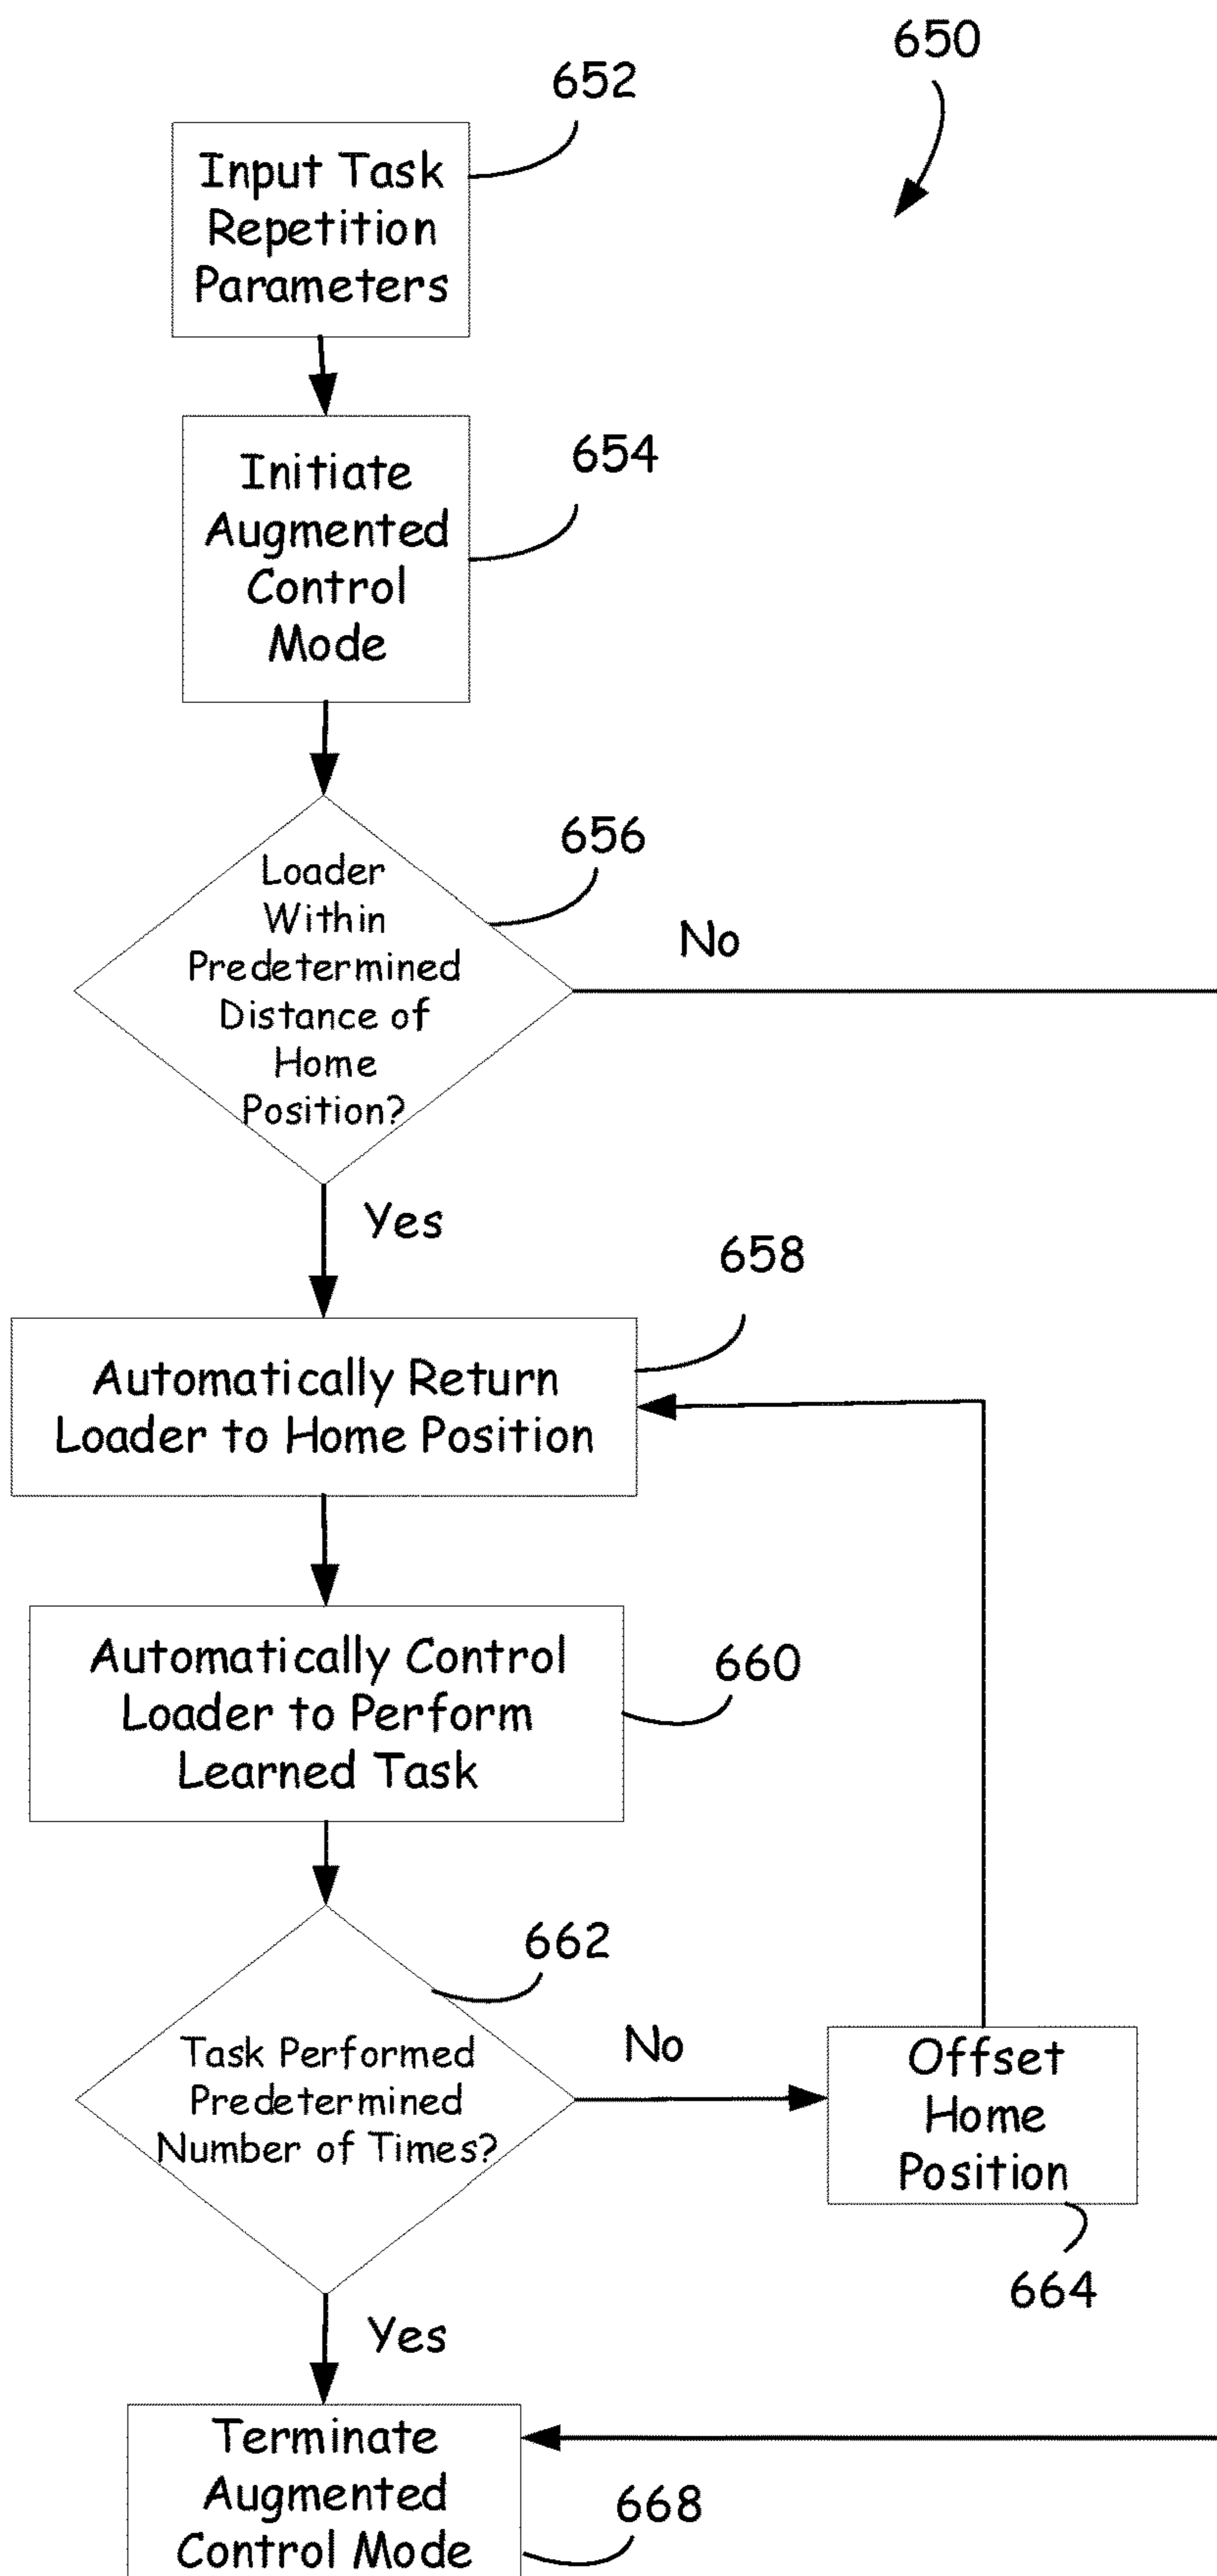 650
652
Input Task
Repetition
Parameters
654
Initiate
Augmented
Control
Mode
656
Loader
Within
Predetermined
Distance of
Home
Position?
No
Yes
658
Automatically Return
Loader to Home Position
660
Automatically Control
Loader to Perform
Learned Task
662
Task Performed
Predetermined
Number of Times?
No
Offset
Home
Position
664
Yes
Terminate
Augmented
Control Mode
668